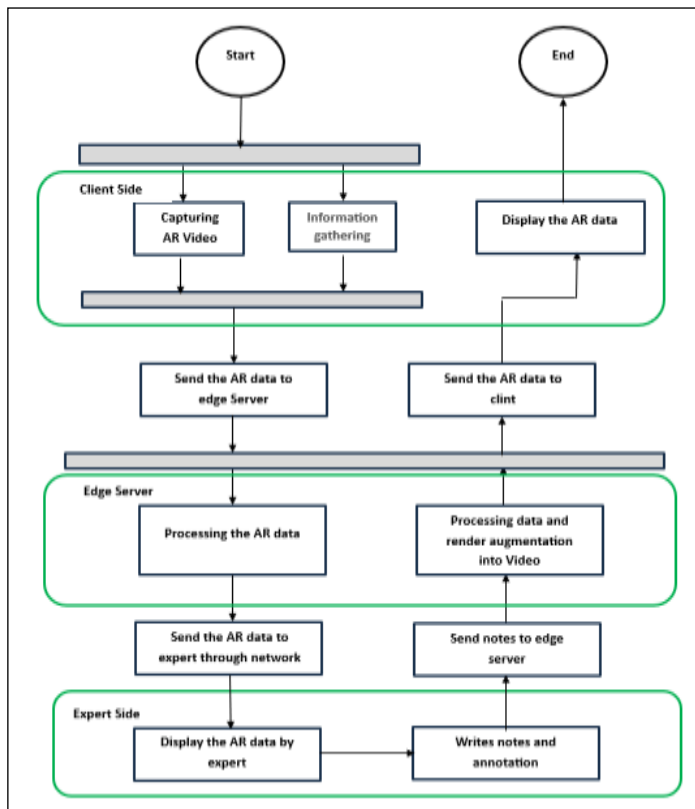 Start
End
Client Side
Capturing
AR Video
Information
gathering
Display the AR data
Send the AR data to
edge Server
Send the AR data to
clint
Edge Server
Processing the AR data
Processing data and
render augmentation
into Video
Send the AR data to
expert through network
Send notes to edge
server
Expert Side
Display the AR data by
expert
Writes notes and
annotation